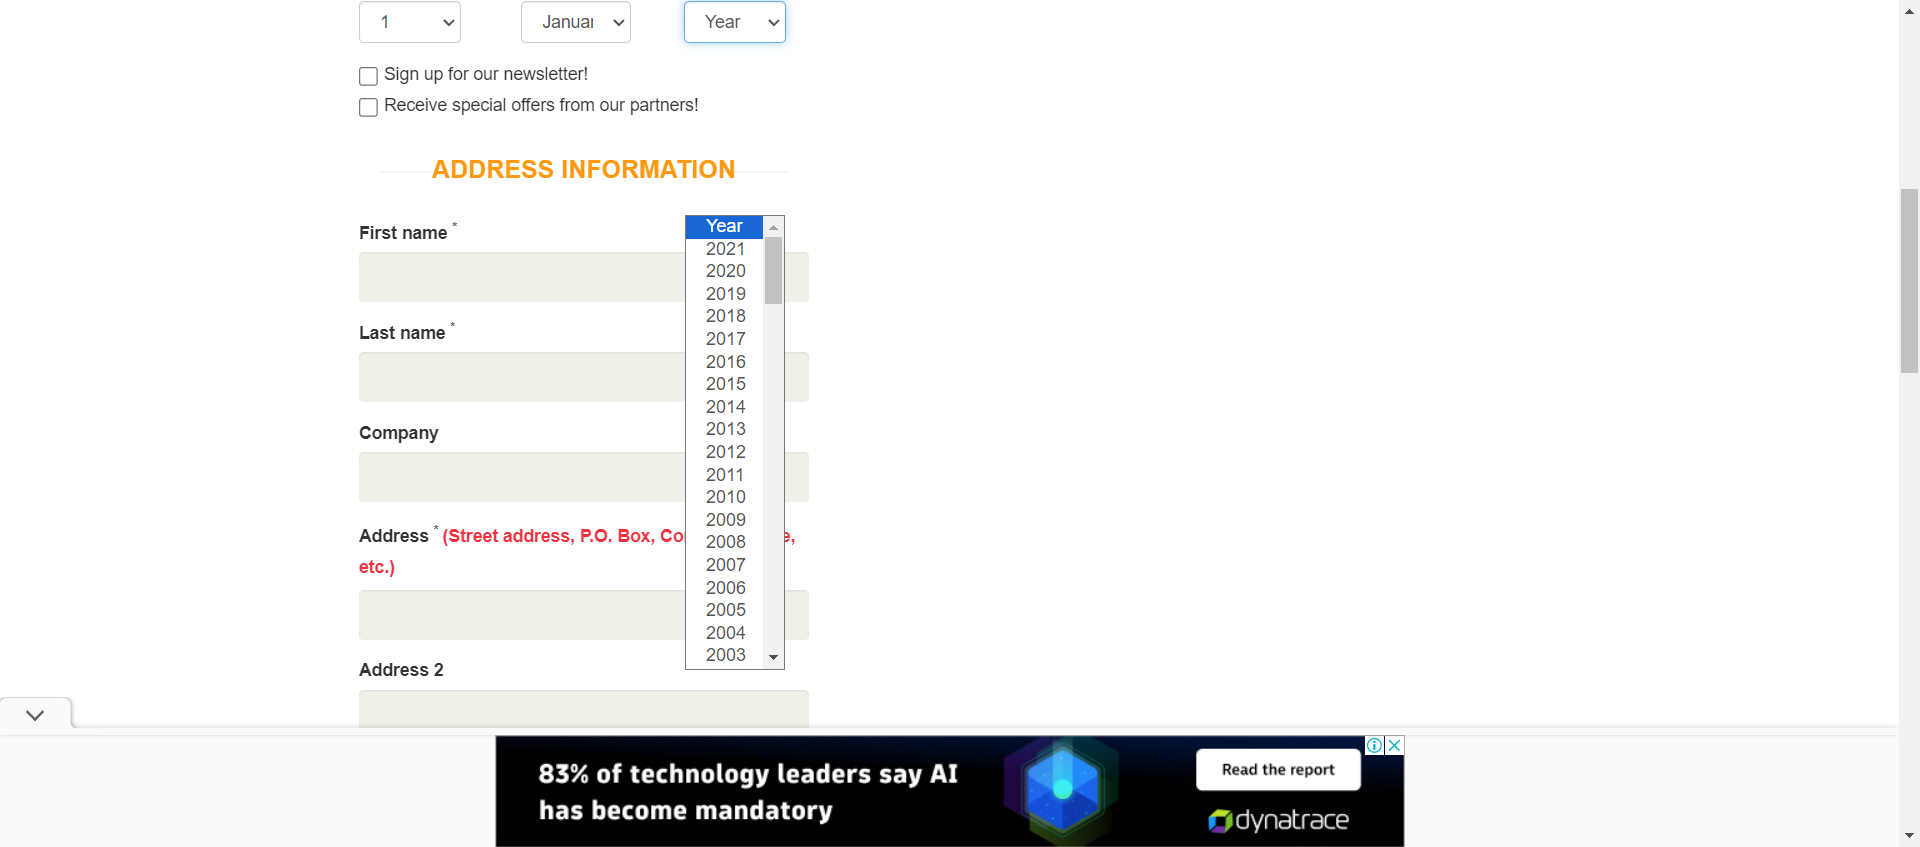 1 Januar Year
Sign up for our newsletter!
Receive special offers from our partners!
ADDRESS INFORMATION
First name *
Year
2021
2020
2019
2018
Last name *
2017
2016
2015
2014
Company
2013
2012
2011
2010
2009
Address * (Street address, P.O. Box, Co e,
2008
etc.)
2007
2006
2005
2004
2003
Address 2
83% of technology leaders say AI
has become mandatory
Read the report
dynatrace